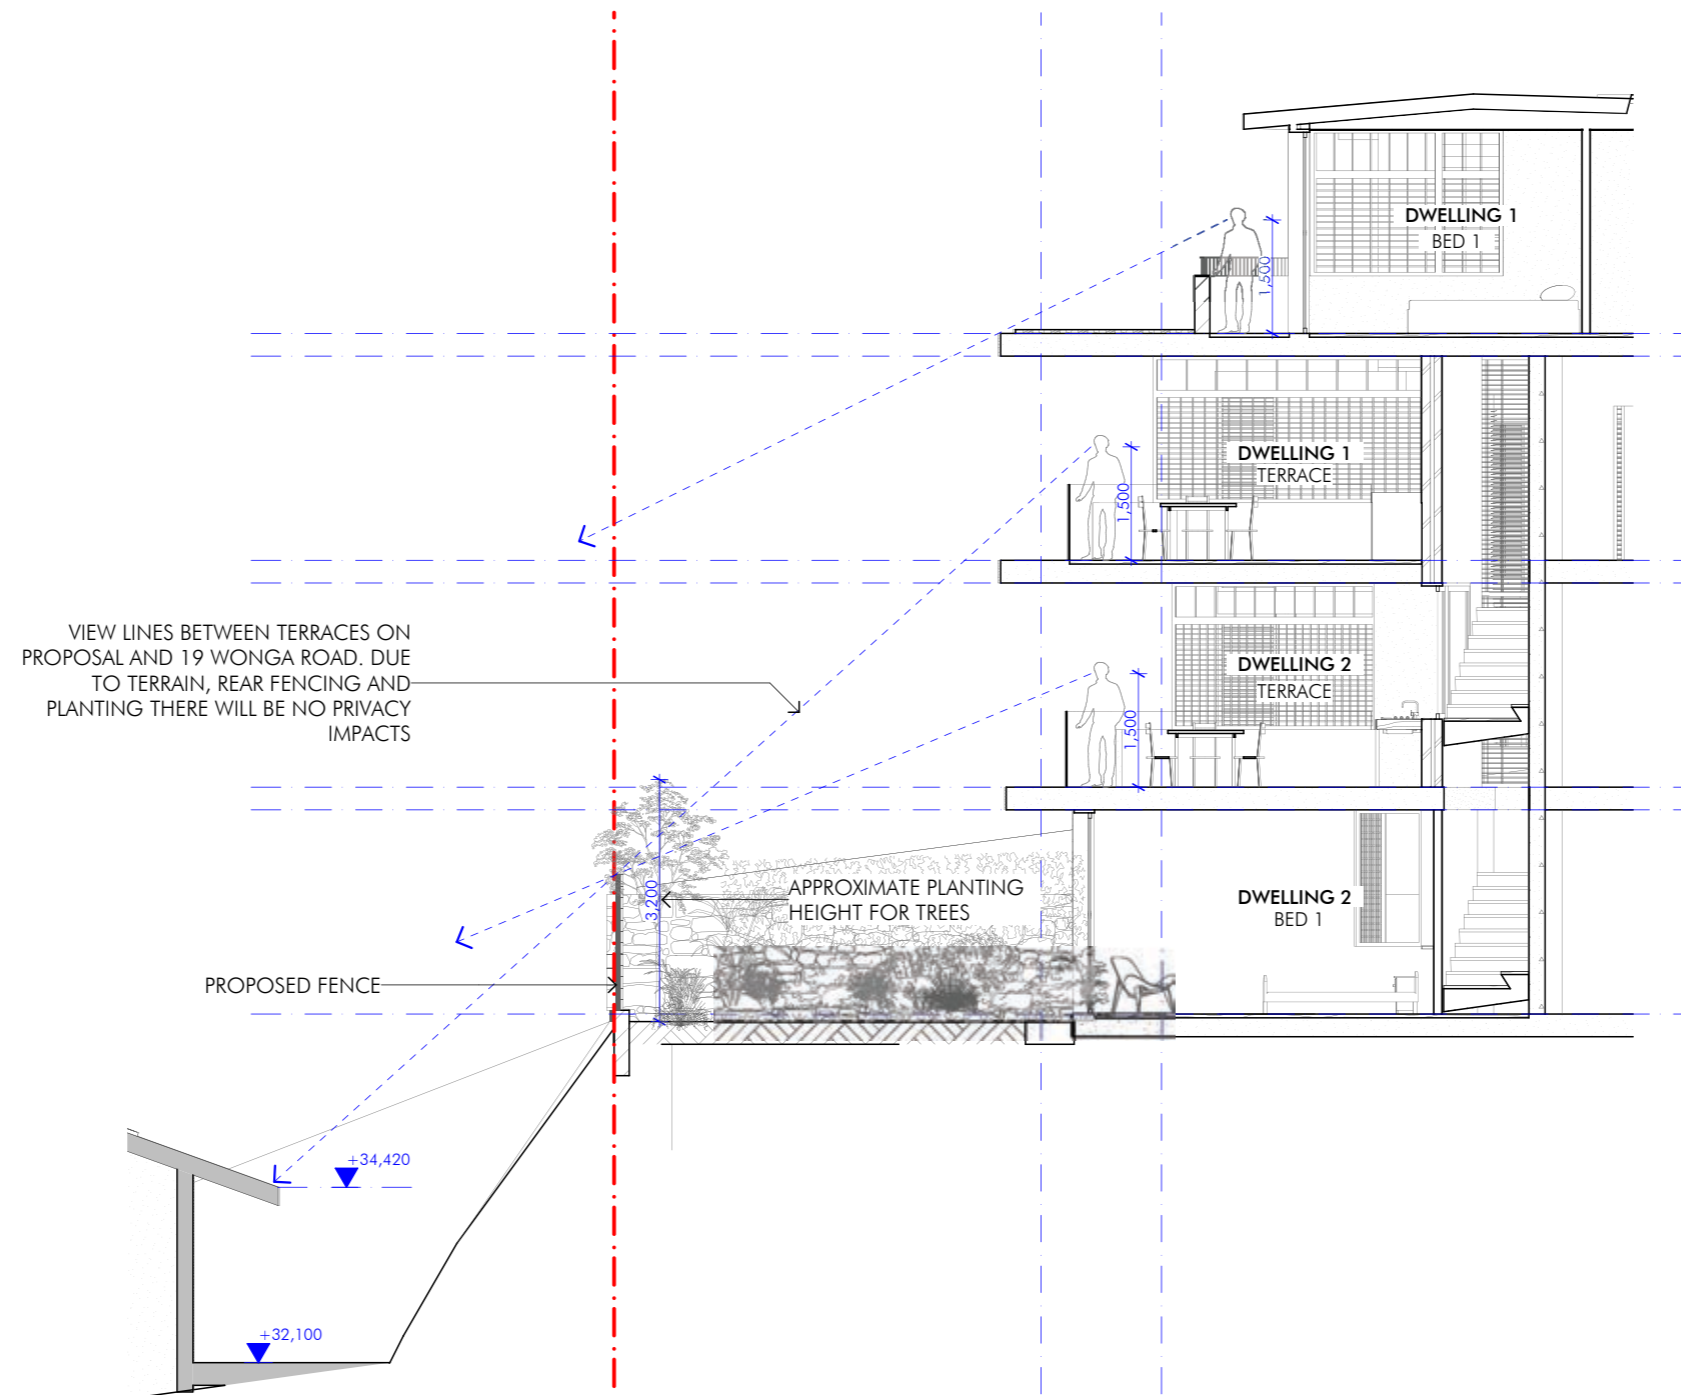 DWELLING 1
BED 1
1,500
DWELLING 1
TERRACE
1,500
VIEW LINES BETWEEN TERRACES ON
PROPOSAL AND 19 WONGA ROAD. DUE
TO TERRAIN, REAR FENCING AND
PLANTING THERE WILL BE NO PRIVACY
IMPACTS
DWELLING 2
TERRACE
1,500
APPROXIMATE PLANTING
HEIGHT FOR TREES
3,200
DWELLING 2
BED 1
PROPOSED FENCE
+34,420
+32,100